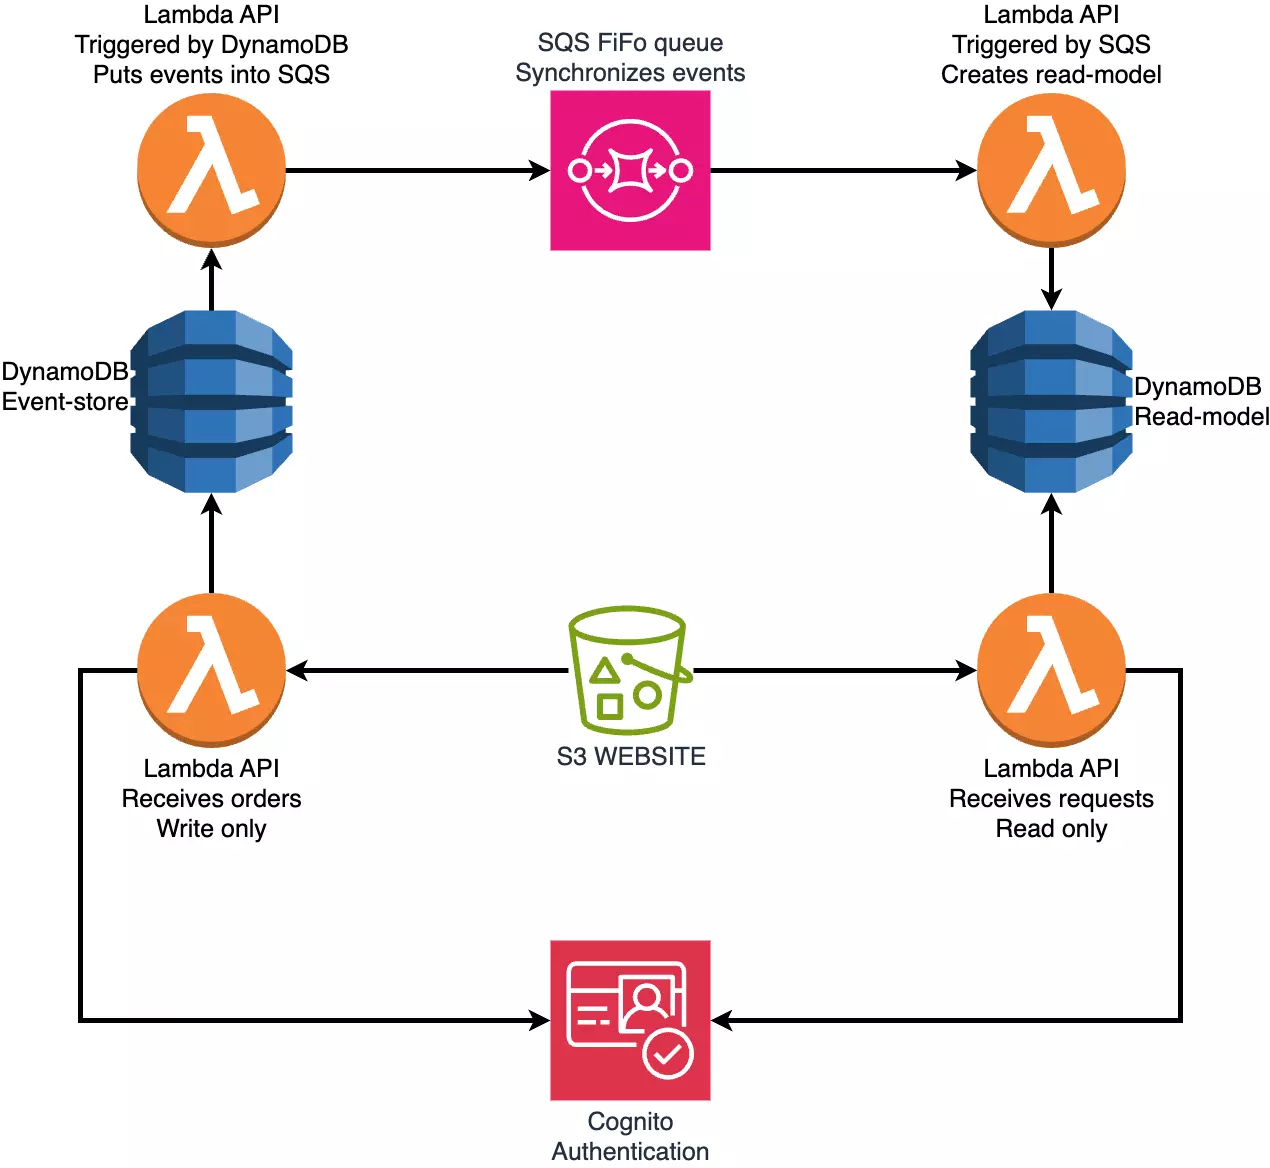 Lambda API
Triggered by DynamoDB
Puts events into SQS
SQS FiFo queue
Synchronizes events
Lambda API
Triggered by SQS
Creates read-model
DynamoDB
Event-store
DynamoDB
Read-model
Lambda API
Receives orders
Write only
S3 WEBSITE
Lambda API
Receives requests
Read only
Cognito
Authentication